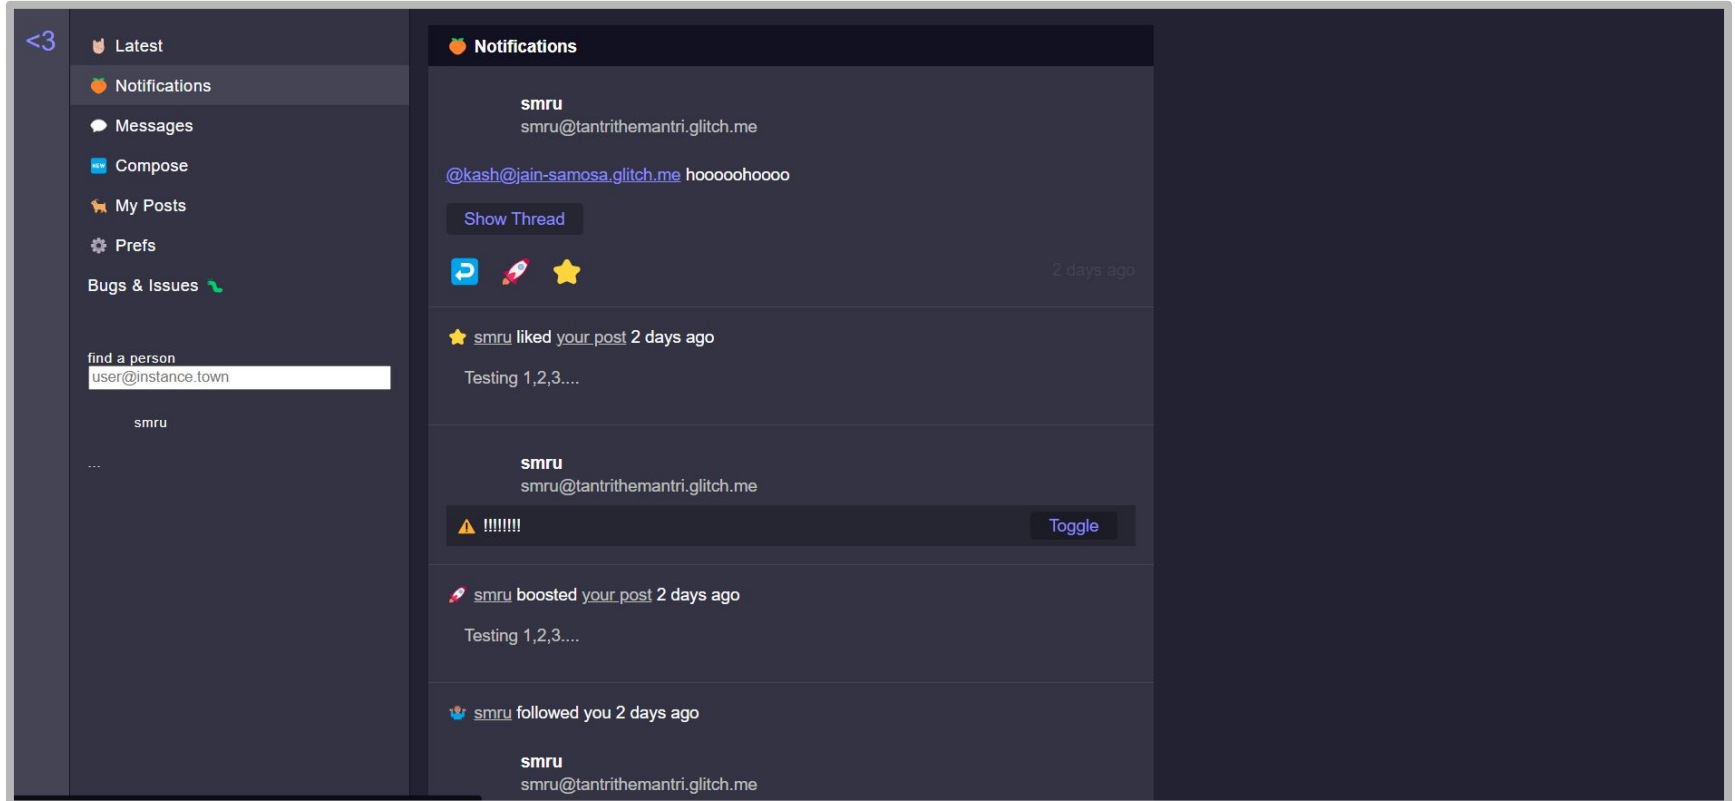 <3
Latest
Notifications
Messages
NEW Compose
My Posts
Prefs
Bugs & Issues
find a person
user@instance.town
smru
...
Notifications
smru
smru@tantrithemantri.glitch.me
@kash@jain-samosa.glitch.me hooooohoooo
Show Thread
2 days ago
smru liked your post 2 days ago
Testing 1,2,3....
smru
smru@tantrithemantri.glitch.me
!!!!!!!!
Toggle
smru boosted your post 2 days ago
Testing 1,2,3....
smru followed you 2 days ago
smru
smru@tantrithemantri.glitch.me